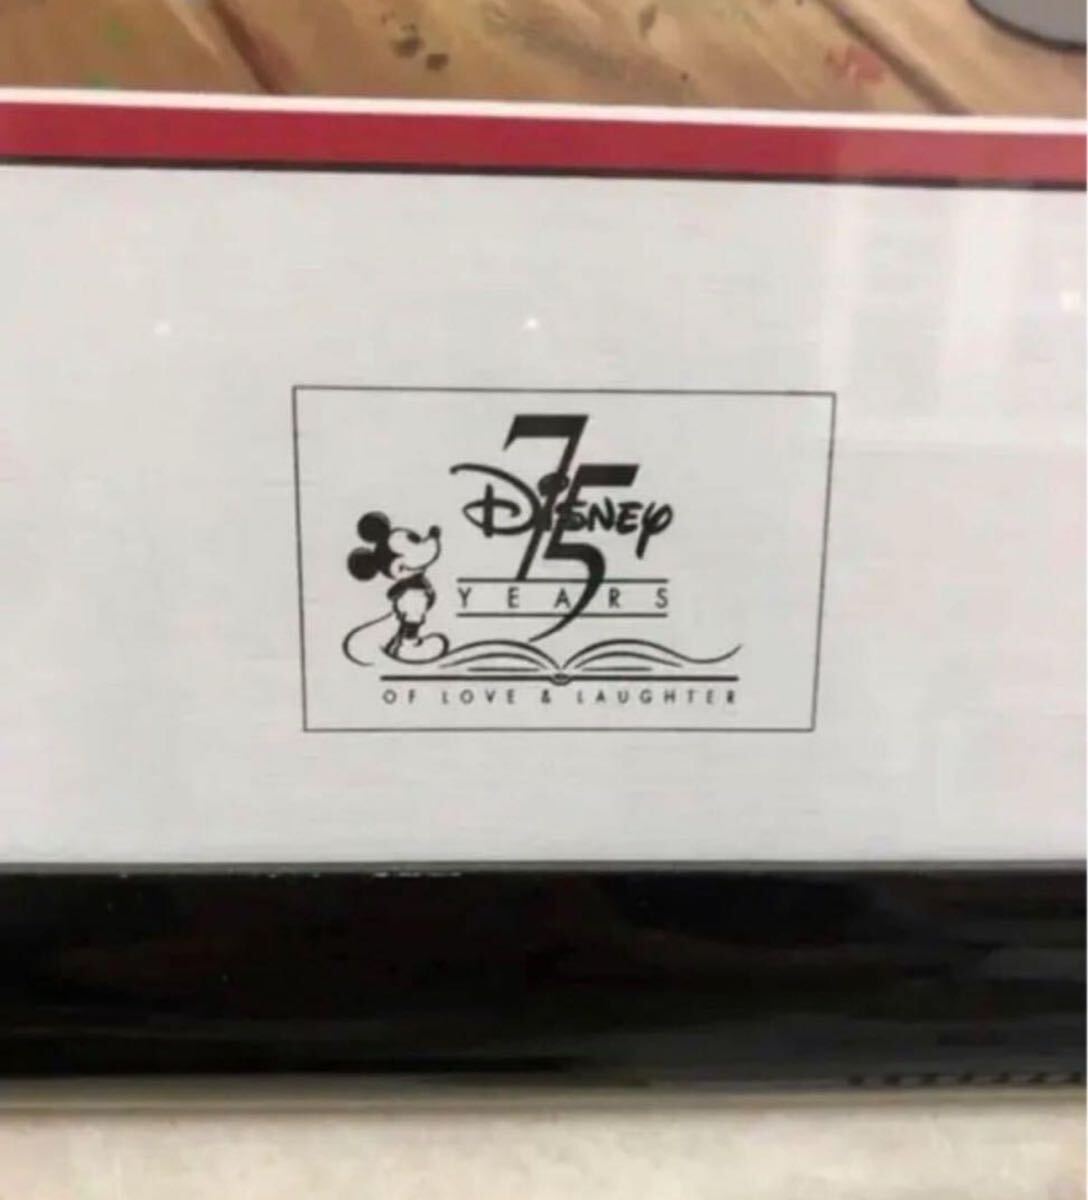 75
Disney
YEARS
OF LOVE & LAUGHTER